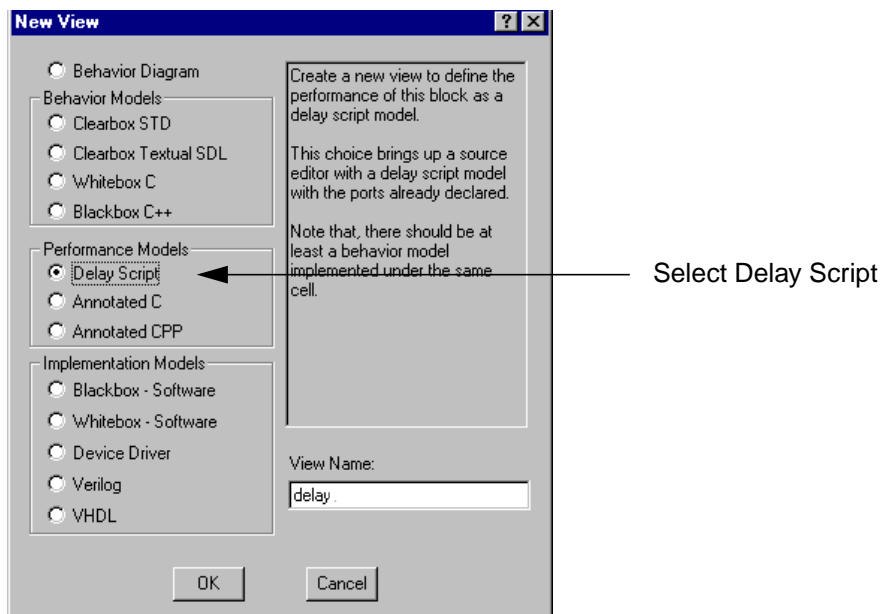 New View
Behavior Diagram
Behavior Models
Clearbox STD
Clearbox Textual SDL
Whitebox C
Blackbox C++
Performance Models
Delay Script
Annotated C
Annotated CPP
Implementation Models
Blackbox - Software
Whitebox - Software
Device Driver
Verilog
VHDL
Create a new view to define the
performance of this block as a
delay script model.
This choice brings up a source
editor with a delay script model
with the ports already declared.
Note that, there should be at
least a behavior model
implemented under the same
cell.
View Name:
delay.
OK
Cancel
Select Delay Script